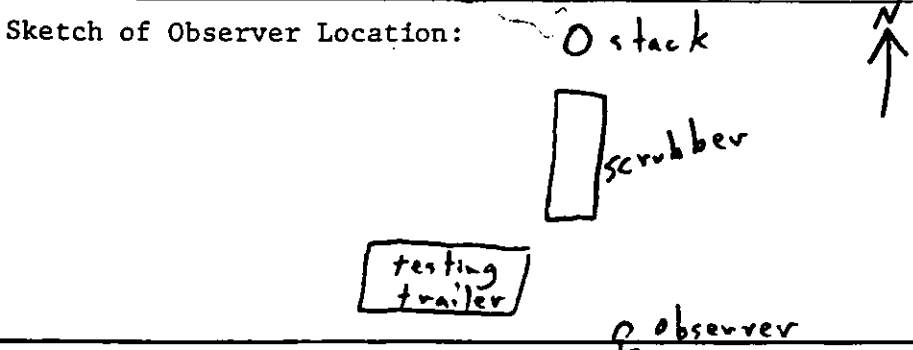 Sketch of Observer Location:
stack
N
scrubber
testing
trailer
observer